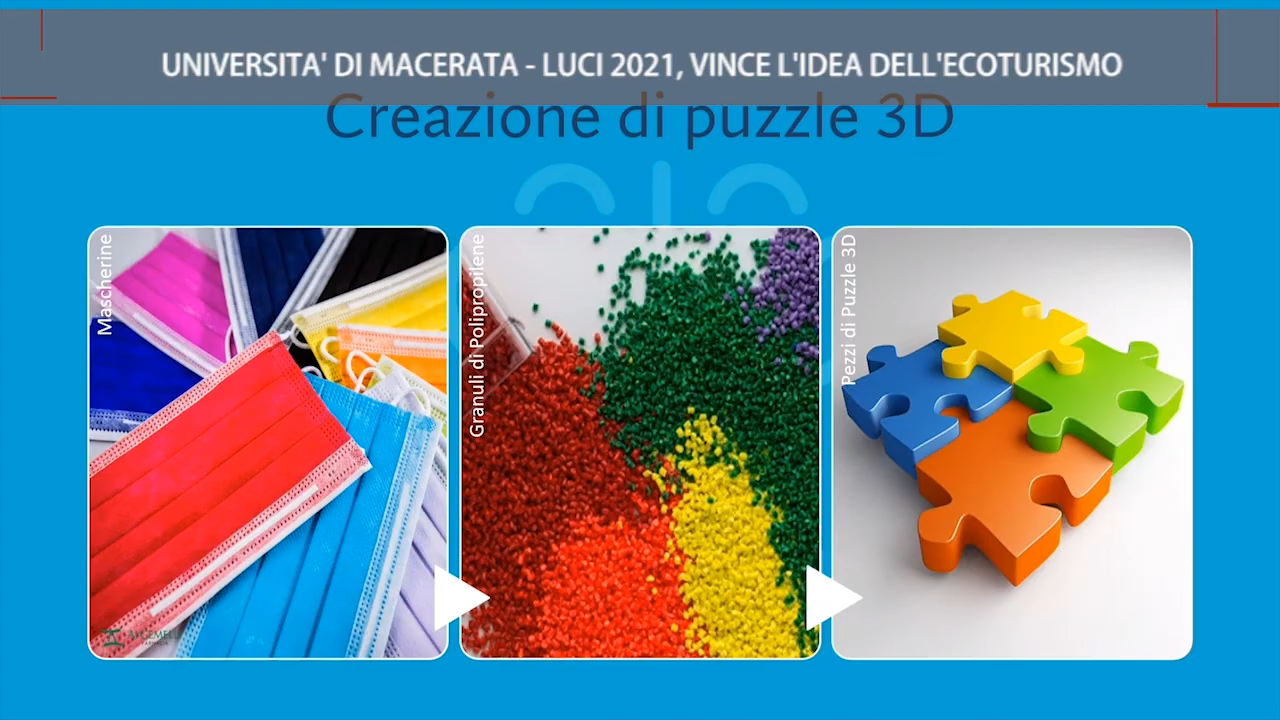 UNIVERSITA' DI MACERATA - LUCI 2021, VINCE L'IDEA DELL'ECOTURISMO
Creazione di puzzle 3D
Mascherine
Granuli di Polipropilene
Pezzi di Puzzle 3D